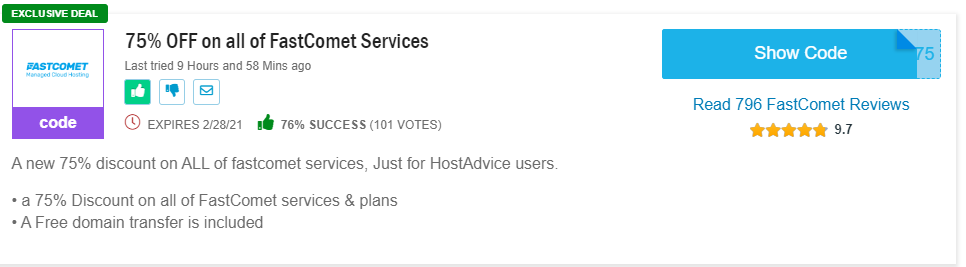 EXCLUSIVE DEAL
FASTCOMET
Managed Cloud Hosting
code
75% OFF on all of FastComet Services
Last tried 9 Hours and 58 Mins ago
EXPIRES 2/28/21 76% SUCCESS (101 VOTES)
Show Code
75
Read 796 FastComet Reviews
9.7
A new 75% discount on ALL of fastcomet services, Just for HostAdvice users.
• a 75% Discount on all of FastComet services & plans
• A Free domain transfer is included